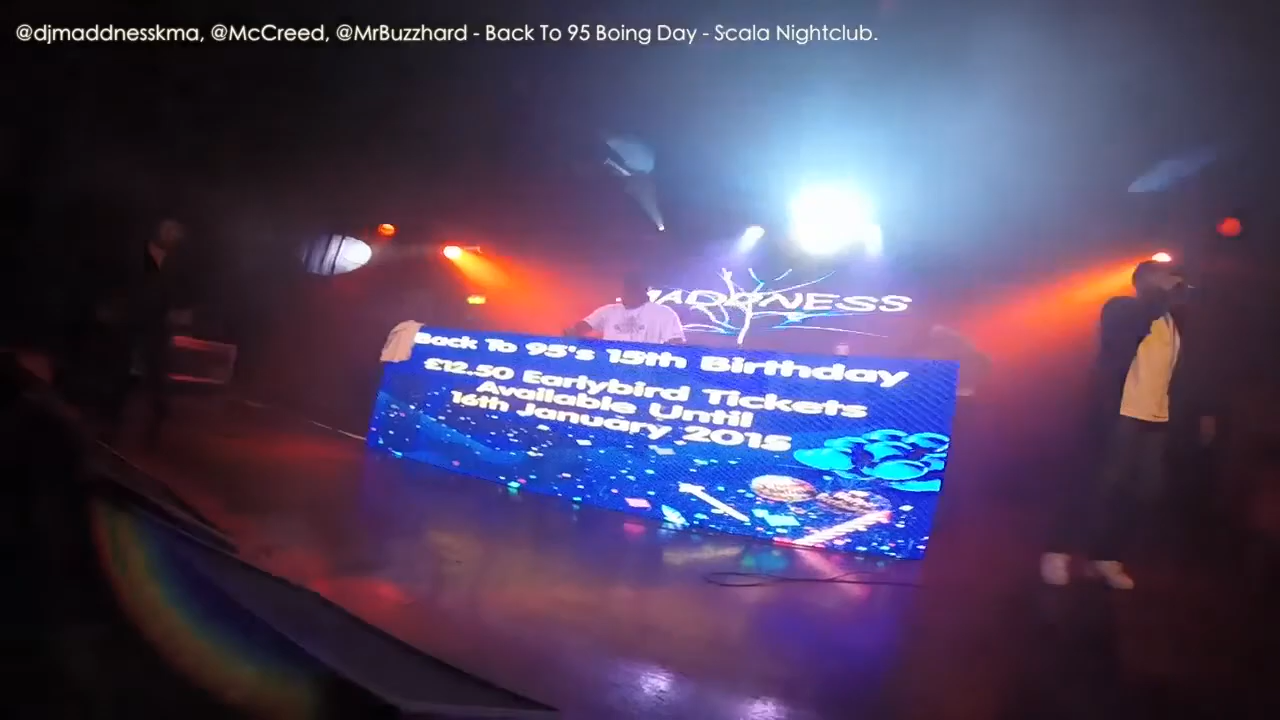 @djmaddnesskma, @McCreed, @MrBuzzhard - Back To 95 Boing Day - Scala Nightclub.
MADDNESS
Back To 95's 15th Birthday
£12.50 Earlybird Tickets
Available Until
16th January 2015